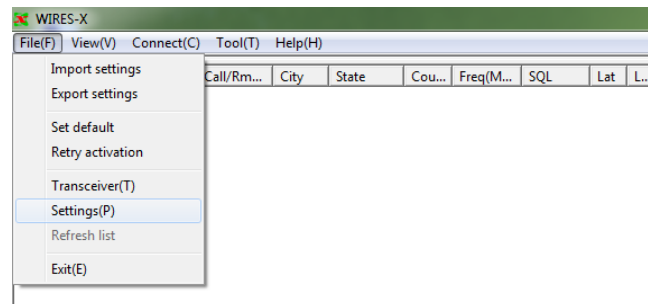 WIRES-X
File(F) View(V) Connect(C) Tool(T) Help(H)
Call/Rm... City State Cou... Freq(M... SQL Lat L...
Import settings
Export settings
Set default
Retry activation
Transceiver(T)
Settings(P)
Refresh list
Exit(E)